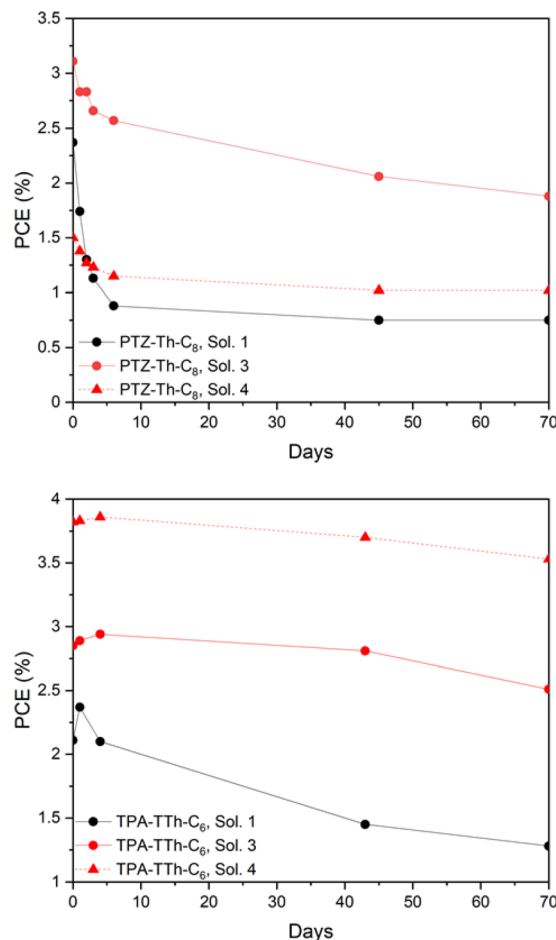 3.5
3
2.5
2
1.5
1
0.5
0
PCE (%)
PTZ-Th-C₈, Sol. 1
PTZ-Th-C₈, Sol. 3
PTZ-Th-C₈, Sol. 4
0 10 20 30 40 50 60 70
Days
4
3.5
3
2.5
2
1.5
1
PCE (%)
TPA-TTh-C₆, Sol. 1
TPA-TTh-C₆, Sol. 3
TPA-TTh-C₆, Sol. 4
0 10 20 30 40 50 60 70
Days